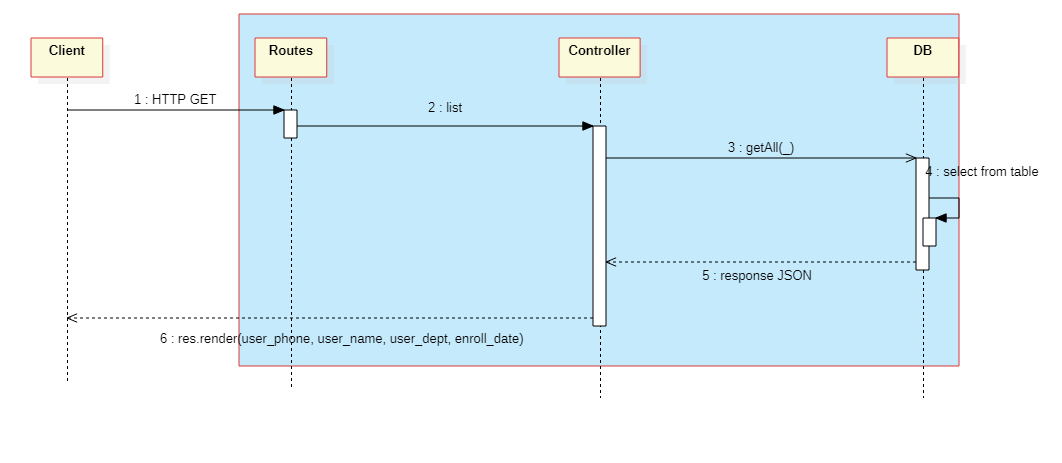 Client
Routes
Controller
DB
1 : HTTP GET
2 : list
3 : getAll(_)
4 : select from table
5 : response JSON
6 : res.render(user_phone, user_name, user_dept, enroll_date)